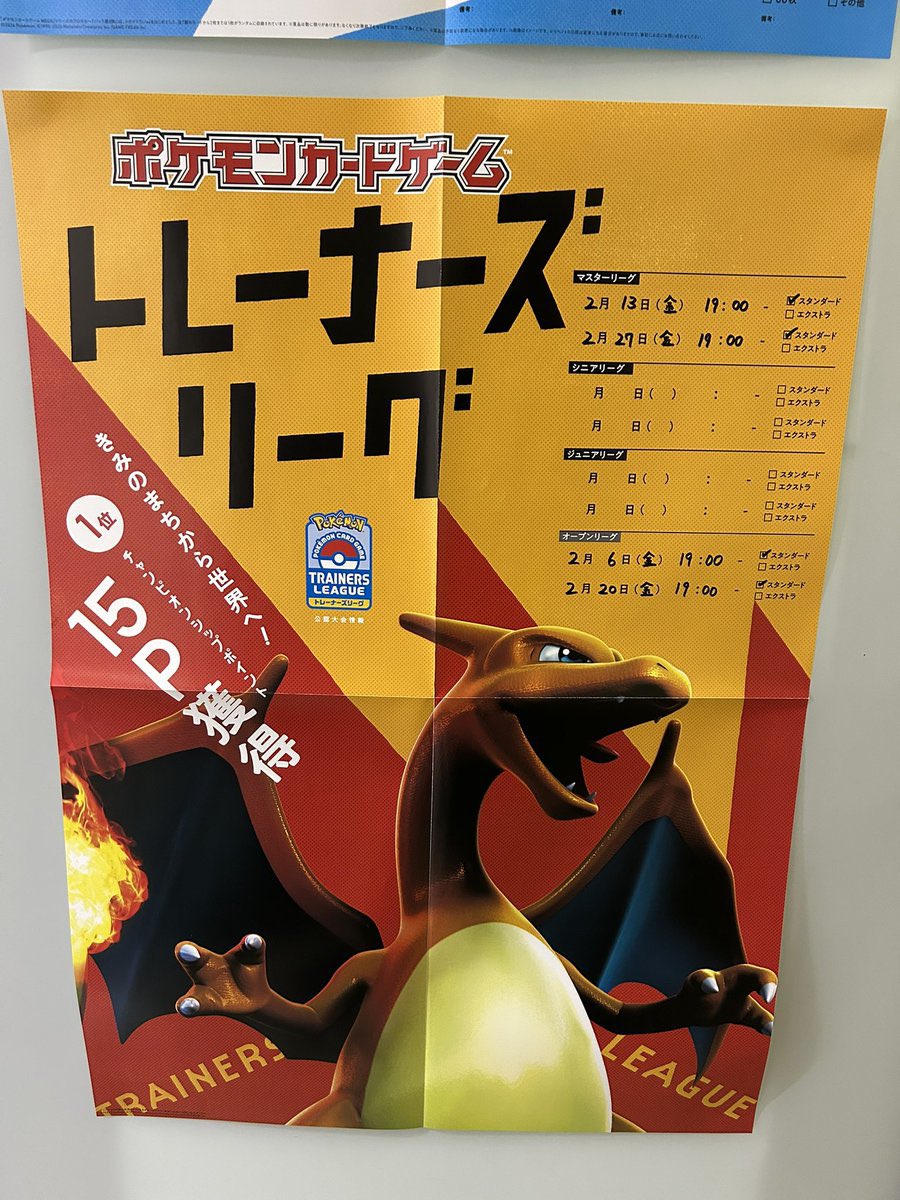 備考：
備考：
その他
ポケモンカードゲーム™
トレーナーズ
リーグ
マスターリーグ
2月 13日(金) 19:00 - ☑スタンダード
□エクストラ
2月 27日(金) 19:00 - ☑スタンダード
□エクストラ
シニアリーグ
月 日( ) : - □スタンダード
□エクストラ
月 日( ) : - □スタンダード
□エクストラ
ジュニアリーグ
月 日( ) : - □スタンダード
□エクストラ
月 日( ) : - □スタンダード
□エクストラ
オープンリーグ
2月 6日(金) 19:00 - ☑スタンダード
□エクストラ
2月 20日(金) 19:00 - ☑スタンダード
□エクストラ
きみのまちから世界へ!
1位
チャンピオンシップポイント
15P獲得
Pokémon
POKÉMON CARD GAME
TRAINERS
LEAGUE
トレーナーズリーグ
公認大会情報
TRAINERS
LEAGUE